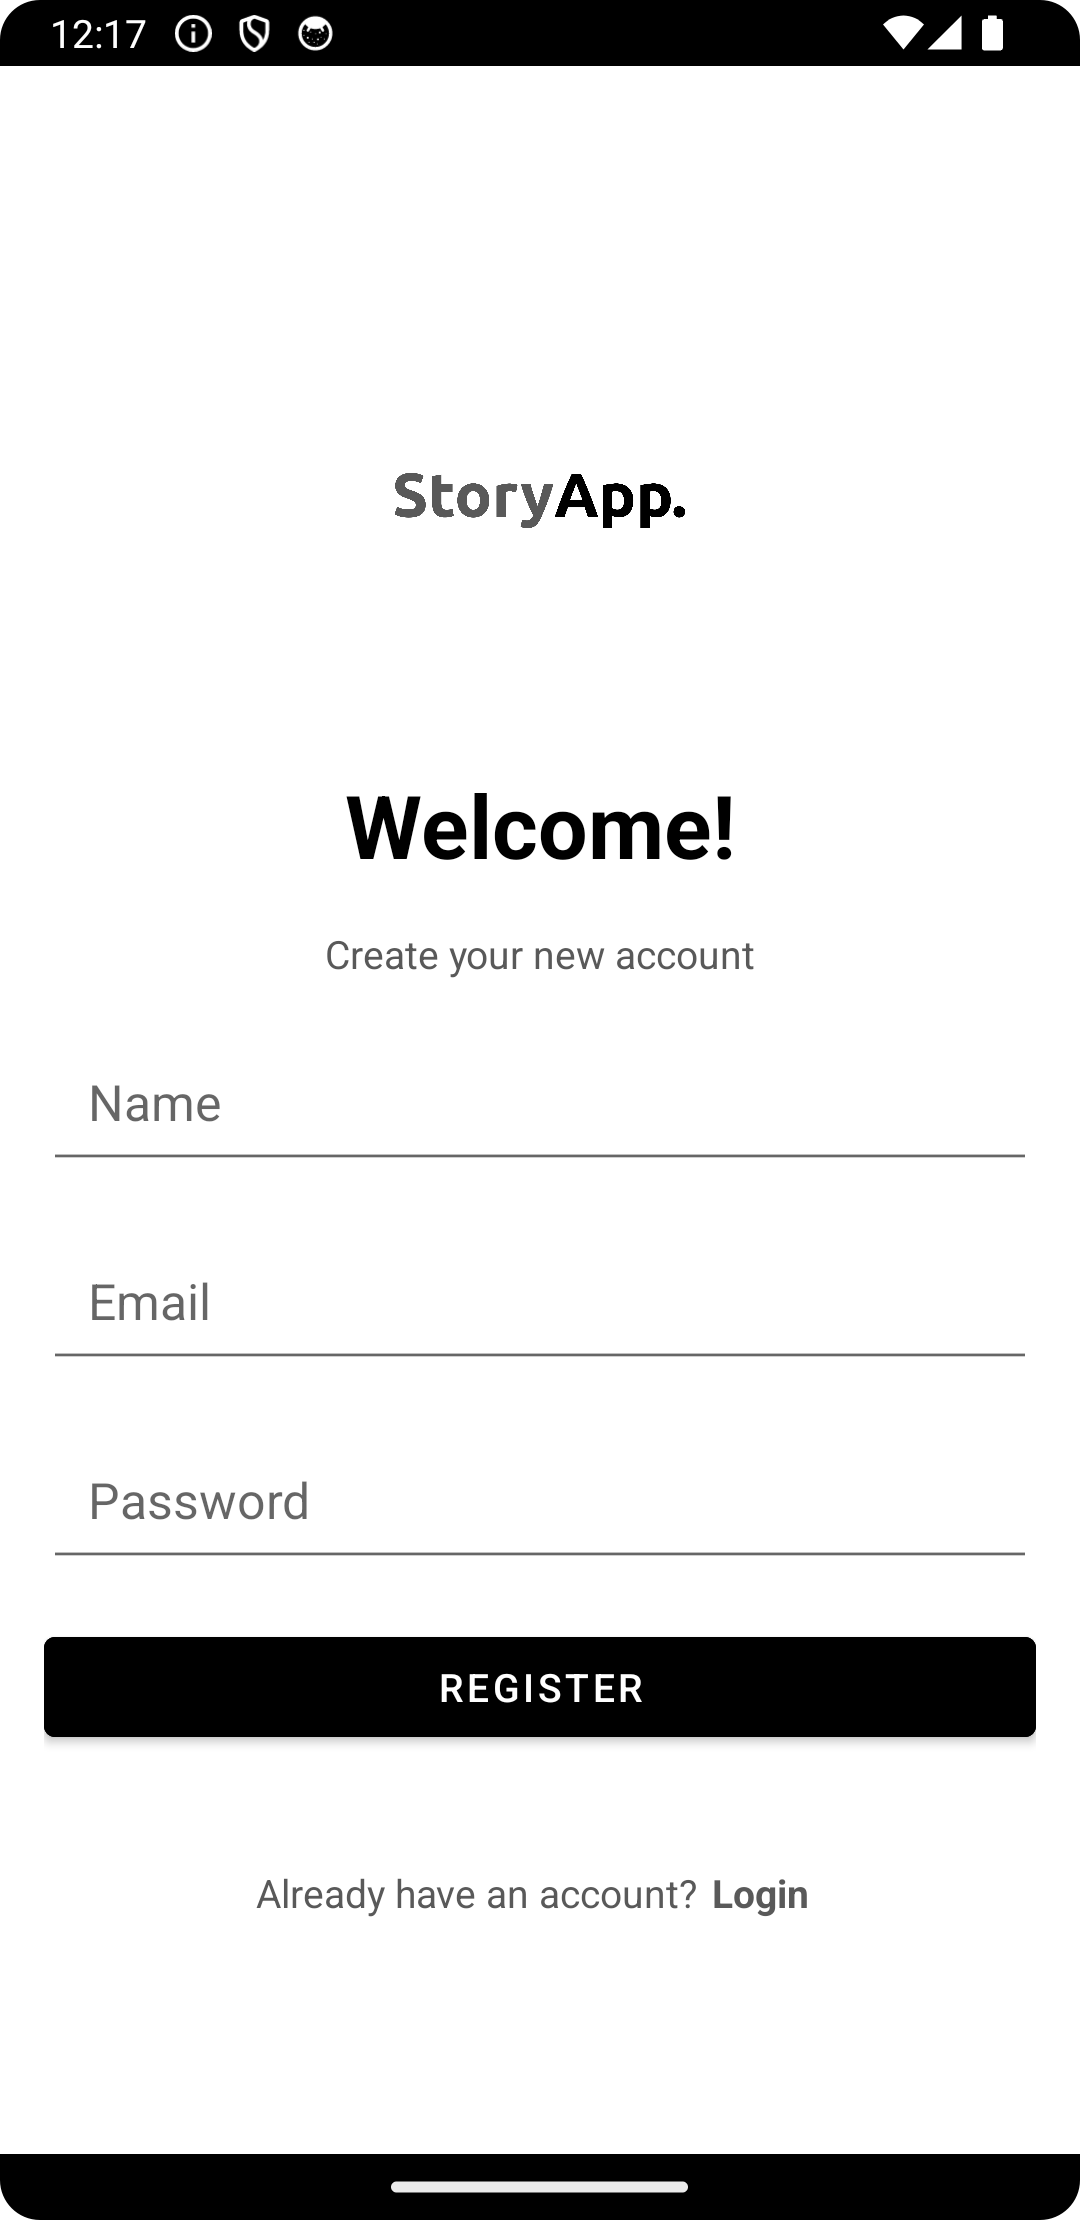 12:17
StoryApp.
Welcome!
Create your new account
Name
Email
Password
REGISTER
Already have an account? Login